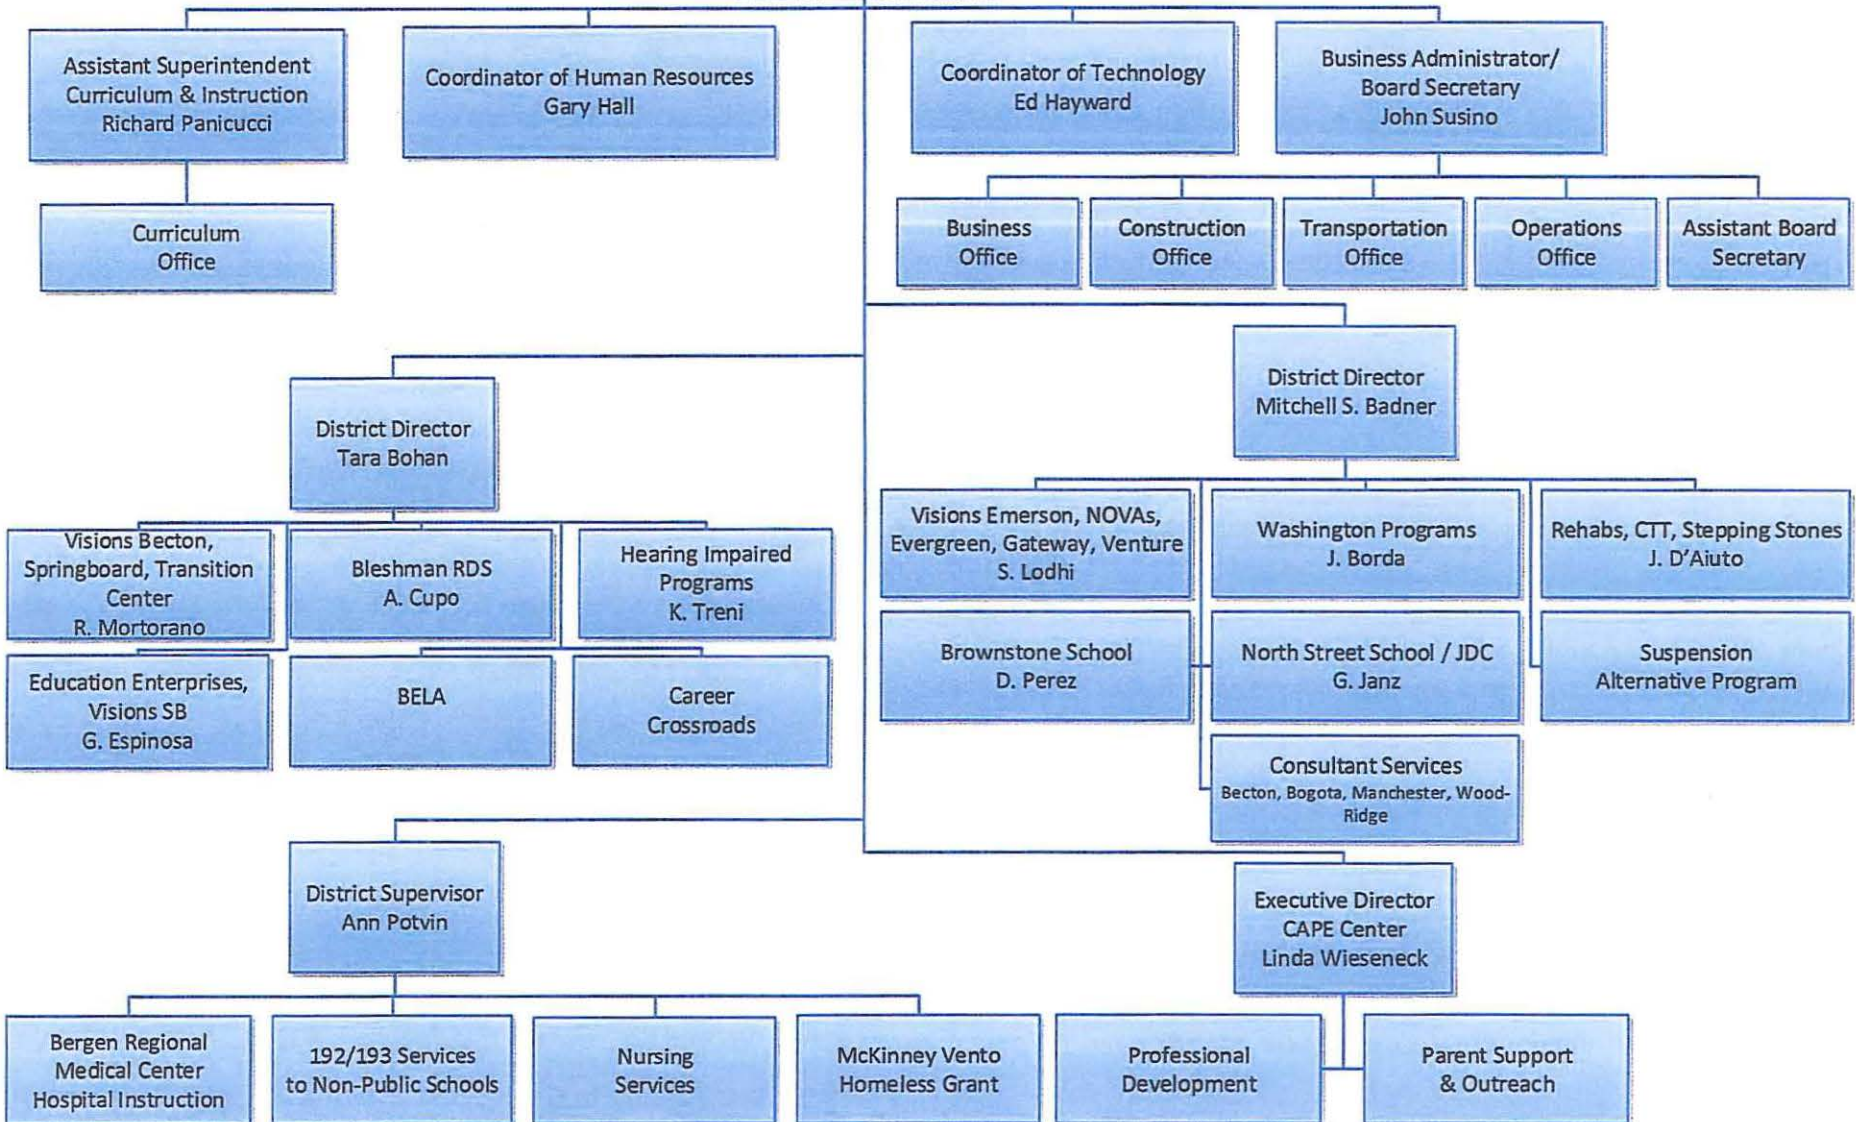 Assistant Superintendent
Curriculum & Instruction
Richard Panicucci
Coordinator of Human Resources
Gary Hall
Coordinator of Technology
Ed Hayward
Business Administrator/
Board Secretary
John Susino
Curriculum
Office
Business
Office
Construction
Office
Transportation
Office
Operations
Office
Assistant Board
Secretary
District Director
Tara Bohan
District Director
Mitchell S. Badner
Visions Becton,
Springboard, Transition
Center
R. Mortorano
Bleshman RDS
A. Cupo
Hearing Impaired
Programs
K. Treni
Education Enterprises,
Visions SB
G. Espinosa
BELA
Career
Crossroads
Visions Emerson, NOVAs,
Evergreen, Gateway, Venture
S. Lodhi
Washington Programs
J. Borda
Rehabs, CTT, Stepping Stones
J. D'Aiuto
Brownstone School
D. Perez
North Street School / JDC
G. Janz
Suspension
Alternative Program
Consultant Services
Becton, Bogota, Manchester, Wood-
Ridge
District Supervisor
Ann Potvin
Executive Director
CAPE Center
Linda Wieseneck
Bergen Regional
Medical Center
Hospital Instruction
192/193 Services
to Non-Public Schools
Nursing
Services
McKinney Vento
Homeless Grant
Professional
Development
Parent Support
& Outreach